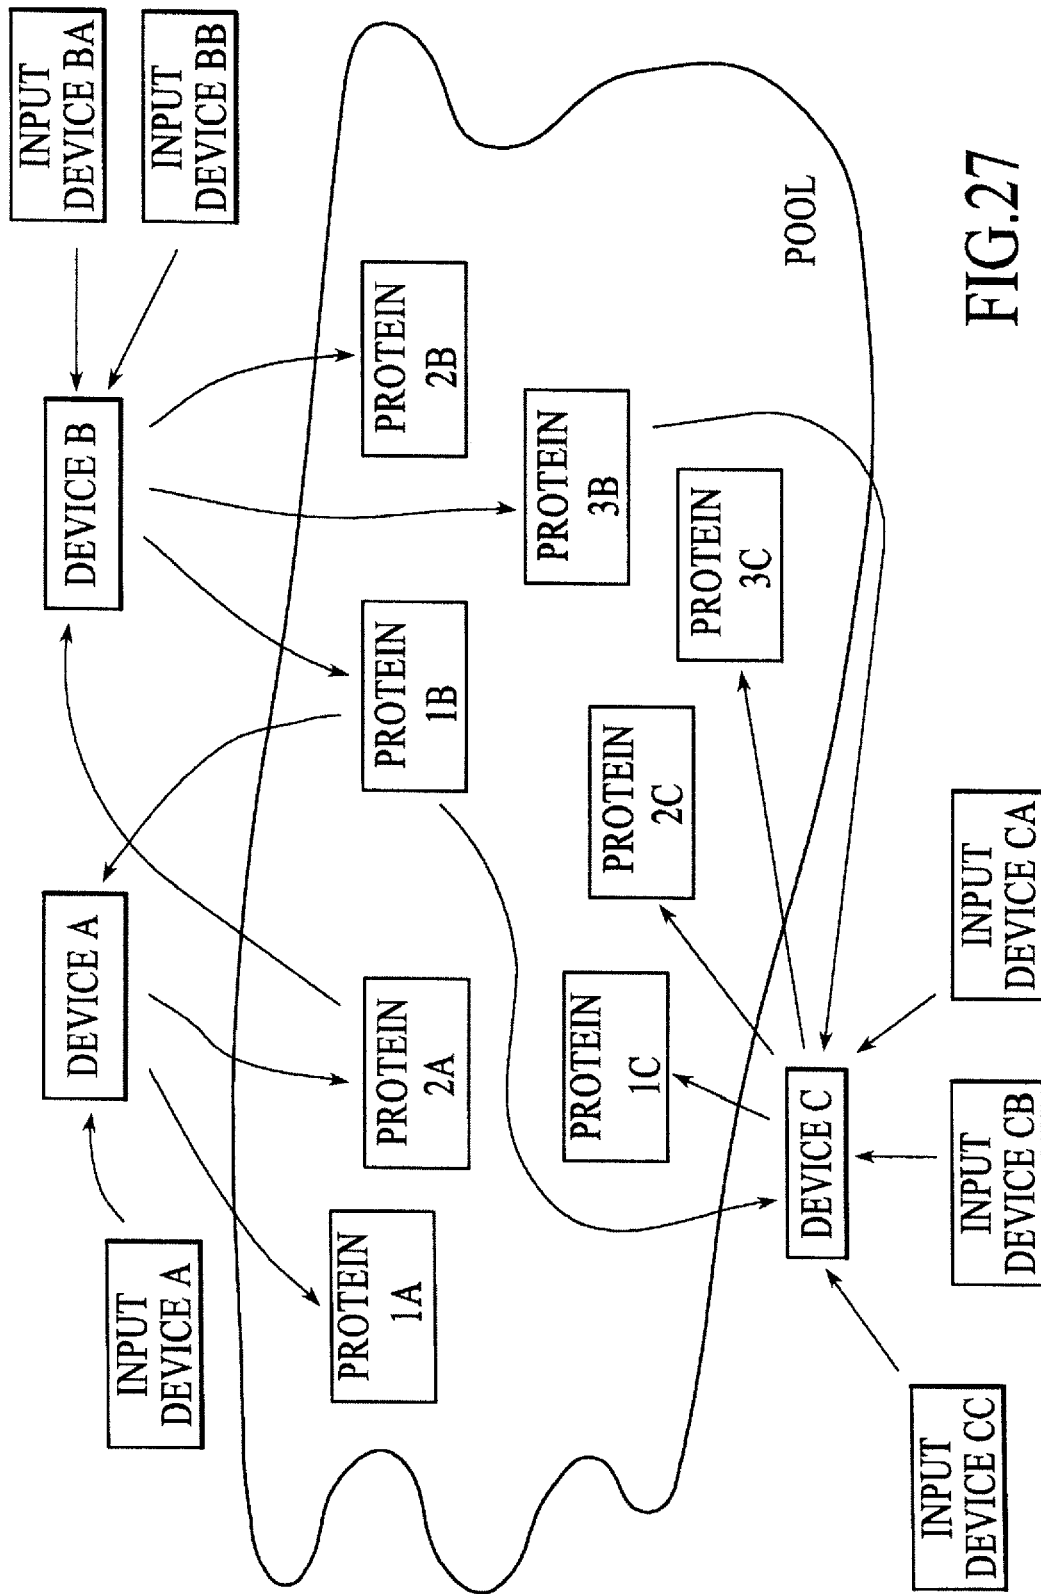 INPUT
DEVICE A
DEVICE A
DEVICE B
INPUT
DEVICE BA
INPUT
DEVICE BB
PROTEIN
1A
PROTEIN
2A
PROTEIN
1B
PROTEIN
2B
PROTEIN
3B
PROTEIN
1C
PROTEIN
2C
PROTEIN
3C
POOL
DEVICE C
INPUT
DEVICE CC
INPUT
DEVICE CB
INPUT
DEVICE CA
FIG.27